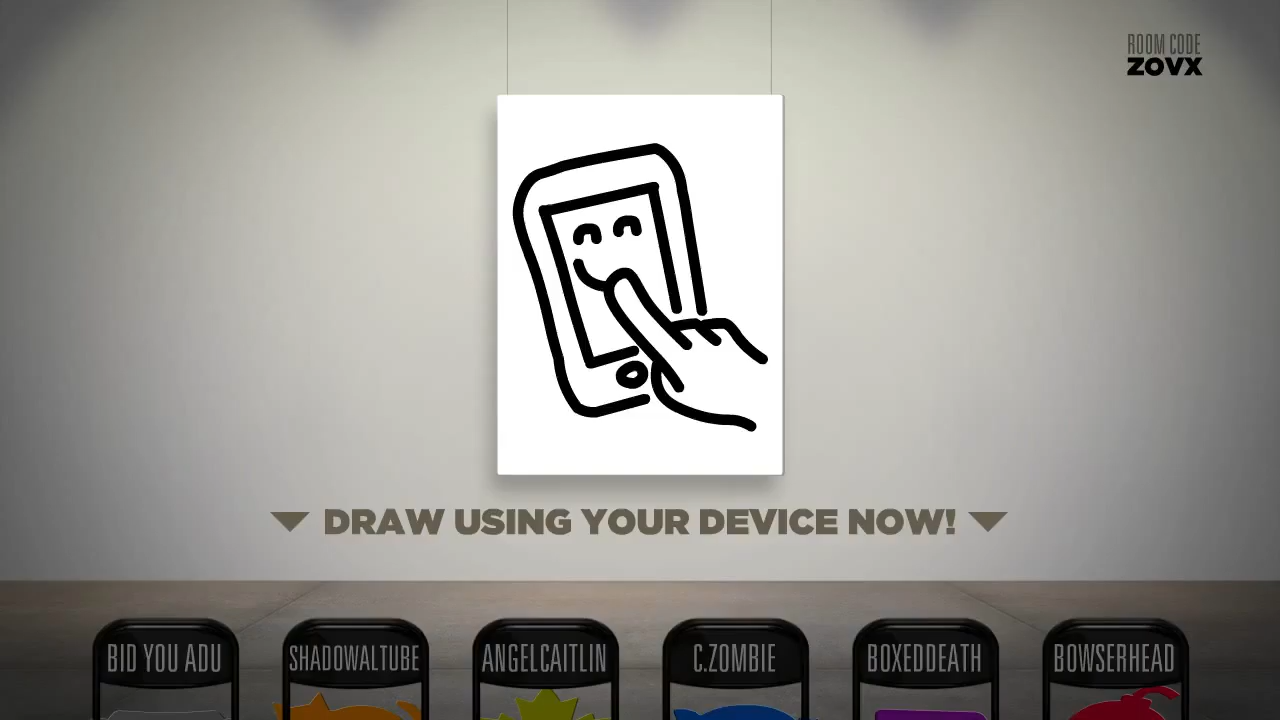 ROOM CODE
ZOVX
DRAW USING YOUR DEVICE NOW!
BID YOU ADU
SHADOWALTUBE
ANGELCAITLIN
C.ZOMBIE
BOXEDDEATH
BOWSERHEAD